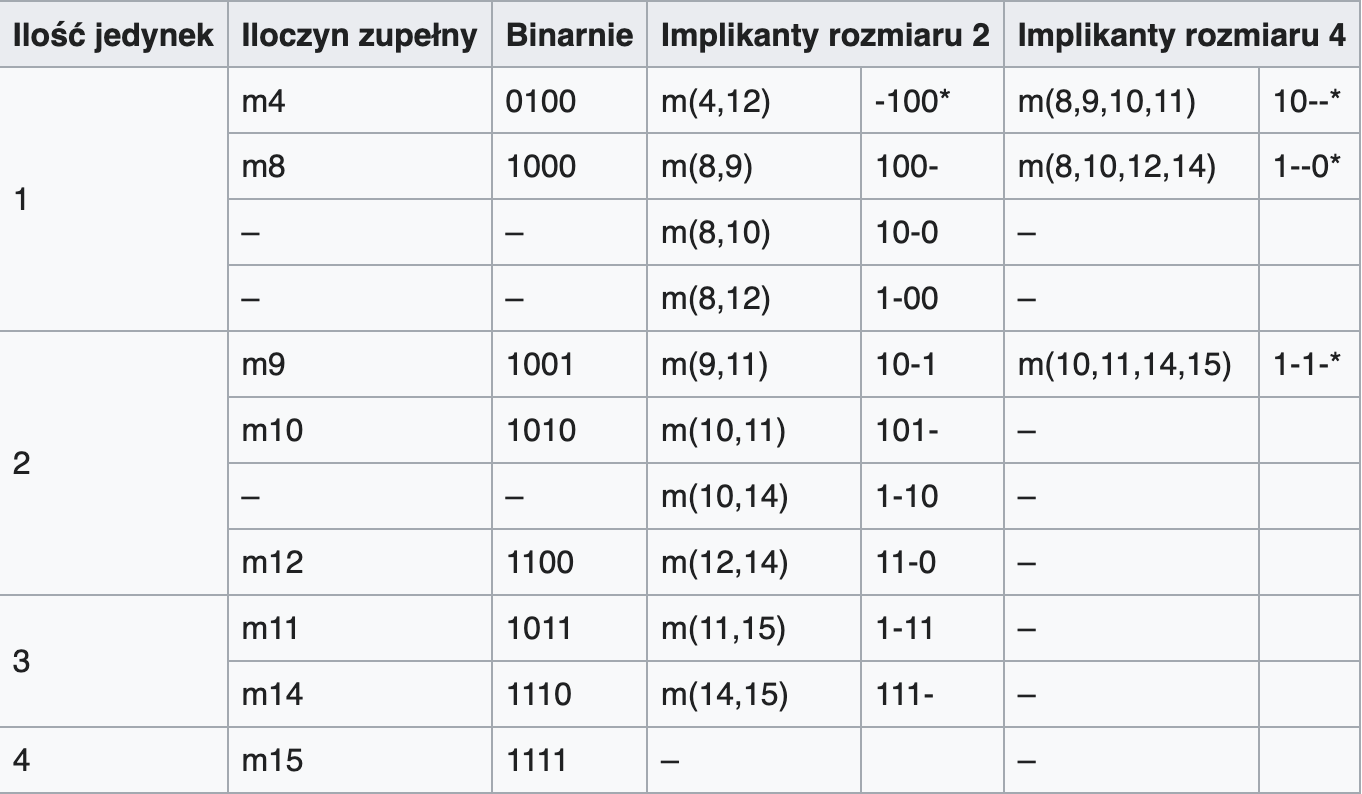 Ilość jedynek Iloczyn zupełny Binarnie Implikanty rozmiaru 2 Implikanty rozmiaru 4
1 m4 0100 m(4,12) -100* m(8,9,10,11) 10--*
m8 1000 m(8,9) 100- m(8,10,12,14) 1--0*
– – m(8,10) 10-0 –
– – m(8,12) 1-00 –
2 m9 1001 m(9,11) 10-1 m(10,11,14,15) 1-1-*
m10 1010 m(10,11) 101- –
– – m(10,14) 1-10 –
m12 1100 m(12,14) 11-0 –
3 m11 1011 m(11,15) 1-11 –
m14 1110 m(14,15) 111- –
4 m15 1111 – –